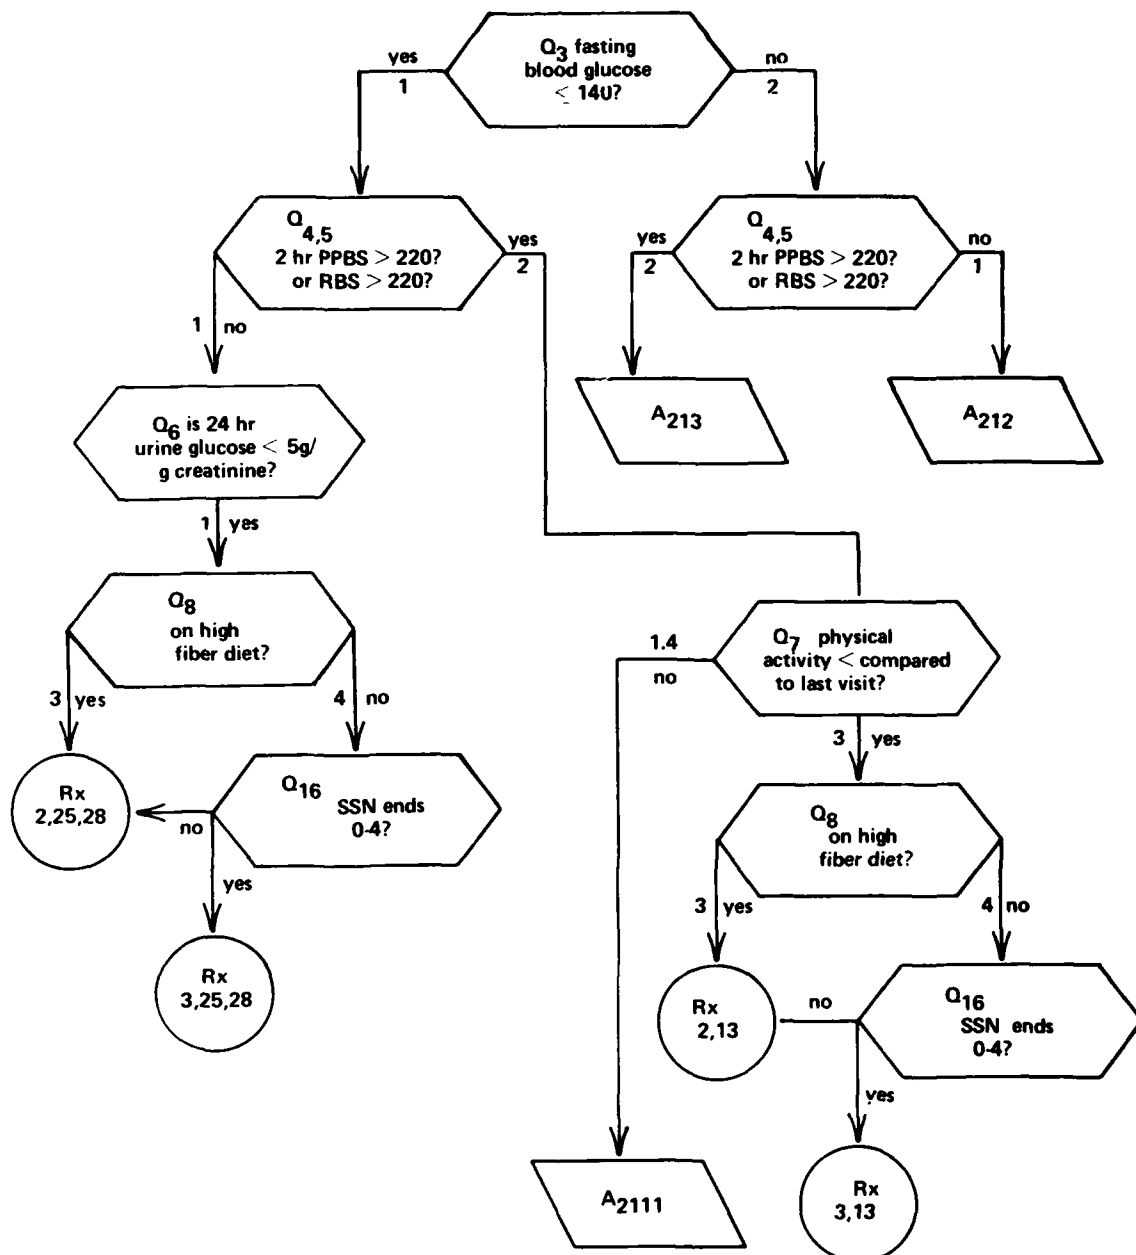 Q3 fasting
blood glucose
< 140?
yes
1
no
2
Q4,5
2 hr PPBS > 220?
or RBS > 220?
yes
2
1 no
Q4,5
2 hr PPBS > 220?
or RBS > 220?
yes
2
no
1
A213
A212
Q6 is 24 hr
urine glucose < 5g/
g creatinine?
1 yes
Q8
on high
fiber diet?
3 yes
4 no
Rx
2,25,28
Q16
SSN ends
0-4?
no
yes
Rx
3,25,28
Q7 physical
activity < compared
to last visit?
1.4
no
3 yes
Q8
on high
fiber diet?
3 yes
4 no
Rx
2,13
no
Q16
SSN ends
0-4?
yes
A2111
Rx
3,13